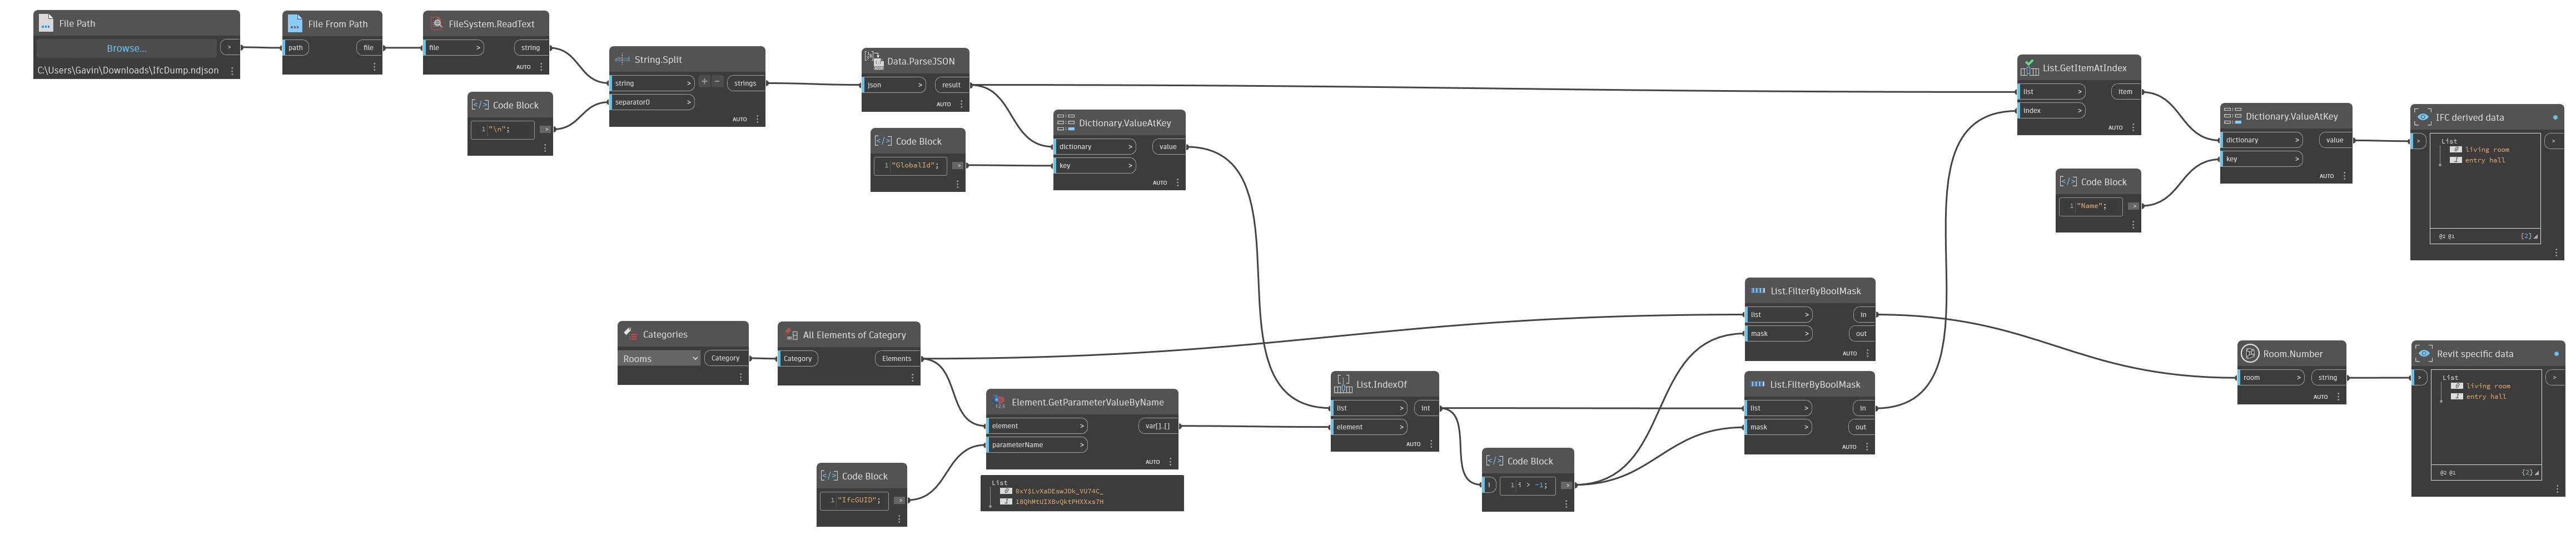 File Path
Browse...
>
C:\Users\Gavin\Downloads\IfcDump.ndjson
File From Path
path
file
FileSystem.ReadText
file >
string
AUTO
Code Block
1 "\n";
>
String.Split
string >
+ -
strings
separator0 >
AUTO
Data.ParseJSON
json >
result
AUTO
Code Block
1 "GlobalId";
>
Dictionary.ValueAtKey
dictionary >
value
key >
AUTO
List.GetItemAtIndex
list >
item
index >
AUTO
Code Block
1 "Name";
>
Dictionary.ValueAtKey
dictionary >
value
key >
AUTO
IFC derived data
>
>
List
0 living room
1 entry hall
@2 @1
{2}
Categories
Rooms
Category
All Elements of Category
Category
Elements
Code Block
1 "IfcGUID";
>
Element.GetParameterValueByName
element >
var[]..[]
parameterName >
AUTO
List
0 0xY$LvXaDEswJDk_VU74C_
1 18QhMtUIXBvQktPHXXxs7H
List.IndexOf
list >
int
element >
AUTO
Code Block
i
1 i > -1;
>
List.FilterByBoolMask
list >
in
mask >
out
AUTO
List.FilterByBoolMask
list >
in
mask >
out
AUTO
Room.Number
room >
string
AUTO
Revit specific data
>
>
List
0 living room
1 entry hall
@2 @1
{2}